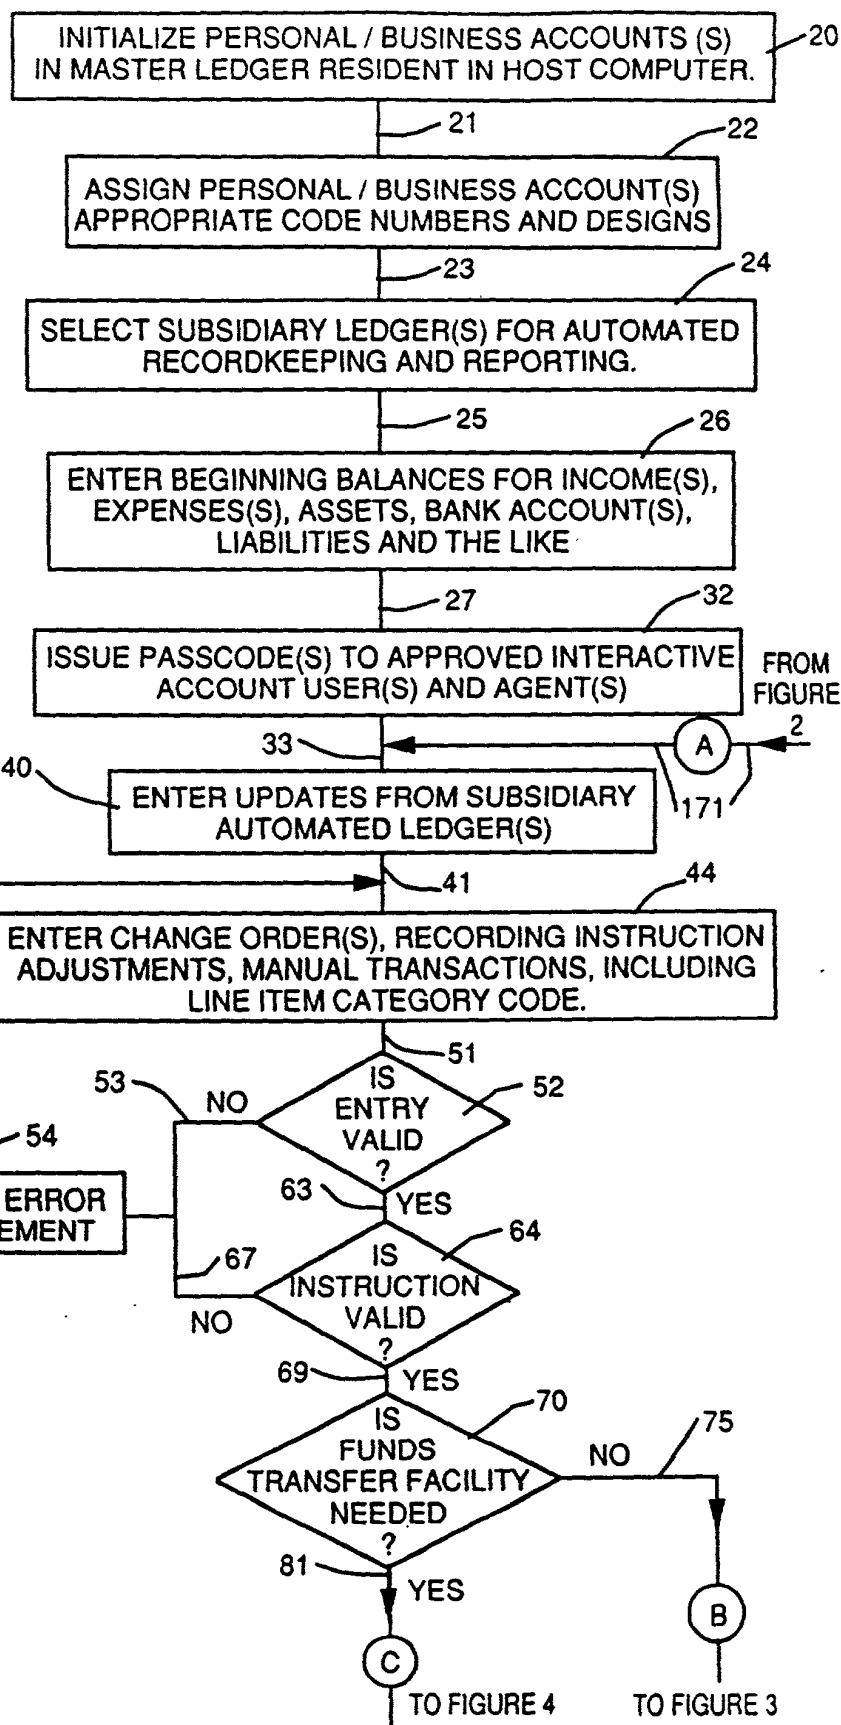 INITIALIZE PERSONAL / BUSINESS ACCOUNTS (S)
IN MASTER LEDGER RESIDENT IN HOST COMPUTER.
20
21
22
ASSIGN PERSONAL / BUSINESS ACCOUNT(S)
APPROPRIATE CODE NUMBERS AND DESIGNS
23
24
SELECT SUBSIDIARY LEDGER(S) FOR AUTOMATED
RECORDKEEPING AND REPORTING.
25
26
ENTER BEGINNING BALANCES FOR INCOME(S),
EXPENSES(S), ASSETS, BANK ACCOUNT(S),
LIABILITIES AND THE LIKE
27
32
ISSUE PASSCODE(S) TO APPROVED INTERACTIVE
ACCOUNT USER(S) AND AGENT(S)
FROM
FIGURE
2
33
A
171
40
ENTER UPDATES FROM SUBSIDIARY
AUTOMATED LEDGER(S)
41
44
ENTER CHANGE ORDER(S), RECORDING INSTRUCTION
ADJUSTMENTS, MANUAL TRANSACTIONS, INCLUDING
LINE ITEM CATEGORY CODE.
51
53
NO
IS
ENTRY
VALID
?
52
54
ERROR
EMENT
63
YES
67
NO
IS
INSTRUCTION
VALID
?
64
69
YES
IS
FUNDS
TRANSFER FACILITY
NEEDED
?
70
NO
75
81
YES
B
C
TO FIGURE 4
TO FIGURE 3